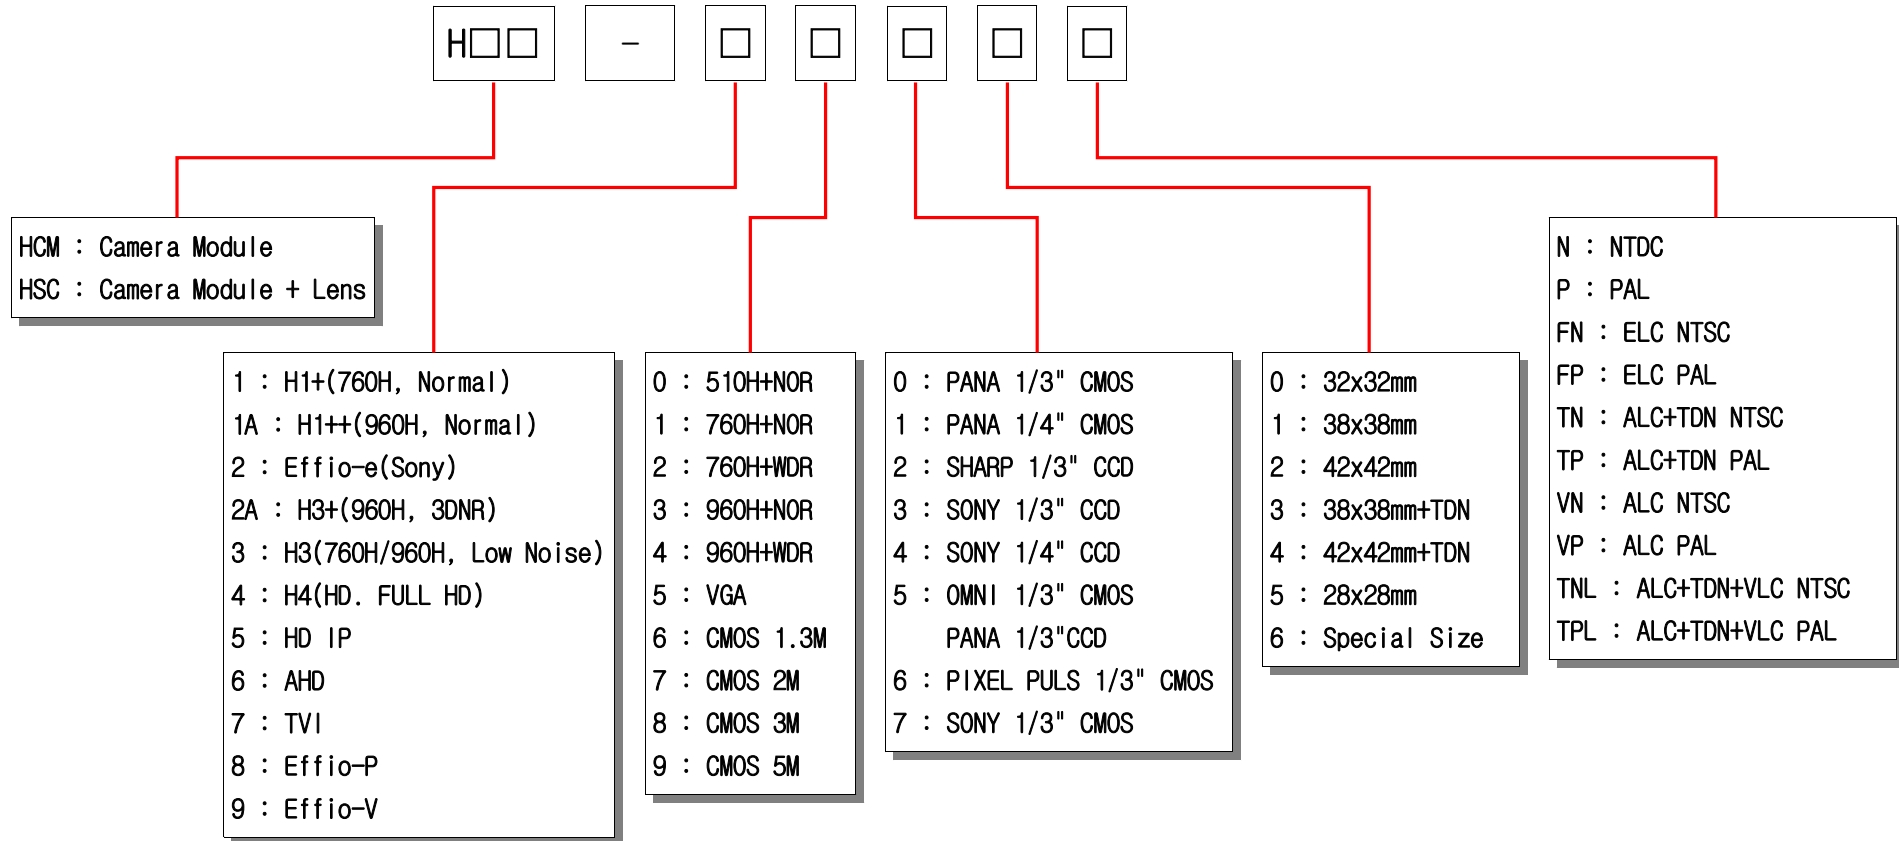 H□□ - □ □ □ □ □
HCM : Camera Module
HSC : Camera Module + Lens
1 : H1+(760H, Normal)
1A : H1++(960H, Normal)
2 : Effio-e(Sony)
2A : H3+(960H, 3DNR)
3 : H3(760H/960H, Low Noise)
4 : H4(HD. FULL HD)
5 : HD IP
6 : AHD
7 : TVI
8 : Effio-P
9 : Effio-V
0 : 510H+NOR
1 : 760H+NOR
2 : 760H+WDR
3 : 960H+NOR
4 : 960H+WDR
5 : VGA
6 : CMOS 1.3M
7 : CMOS 2M
8 : CMOS 3M
9 : CMOS 5M
0 : PANA 1/3" CMOS
1 : PANA 1/4" CMOS
2 : SHARP 1/3" CCD
3 : SONY 1/3" CCD
4 : SONY 1/4" CCD
5 : OMNI 1/3" CMOS
PANA 1/3"CCD
6 : PIXEL PULS 1/3" CMOS
7 : SONY 1/3" CMOS
0 : 32x32mm
1 : 38x38mm
2 : 42x42mm
3 : 38x38mm+TDN
4 : 42x42mm+TDN
5 : 28x28mm
6 : Special Size
N : NTDC
P : PAL
FN : ELC NTSC
FP : ELC PAL
TN : ALC+TDN NTSC
TP : ALC+TDN PAL
VN : ALC NTSC
VP : ALC PAL
TNL : ALC+TDN+VLC NTSC
TPL : ALC+TDN+VLC PAL